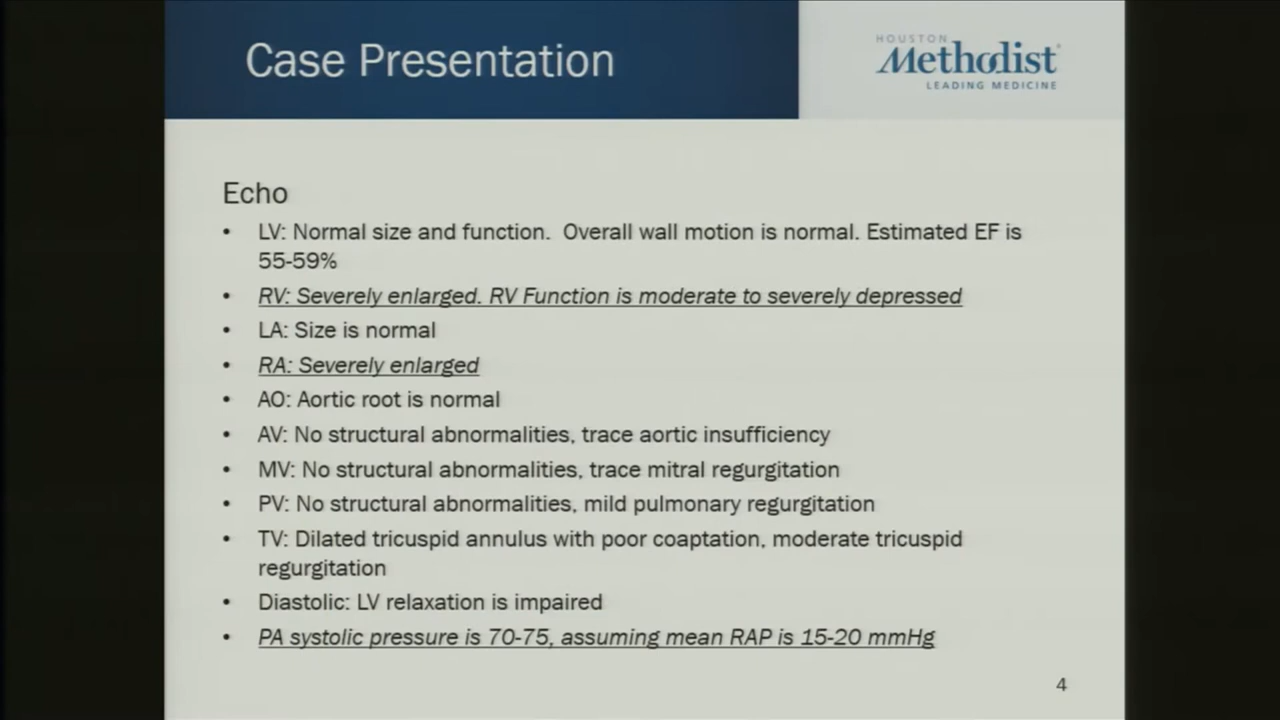 Case Presentation
HOUSTON
Methodist
LEADING MEDICINE
Echo
• LV: Normal size and function. Overall wall motion is normal. Estimated EF is
55-59%
• RV: Severely enlarged. RV Function is moderate to severely depressed
• LA: Size is normal
• RA: Severely enlarged
• AO: Aortic root is normal
• AV: No structural abnormalities, trace aortic insufficiency
• MV: No structural abnormalities, trace mitral regurgitation
• PV: No structural abnormalities, mild pulmonary regurgitation
• TV: Dilated tricuspid annulus with poor coaptation, moderate tricuspid
regurgitation
• Diastolic: LV relaxation is impaired
• PA systolic pressure is 70-75, assuming mean RAP is 15-20 mmHg
4